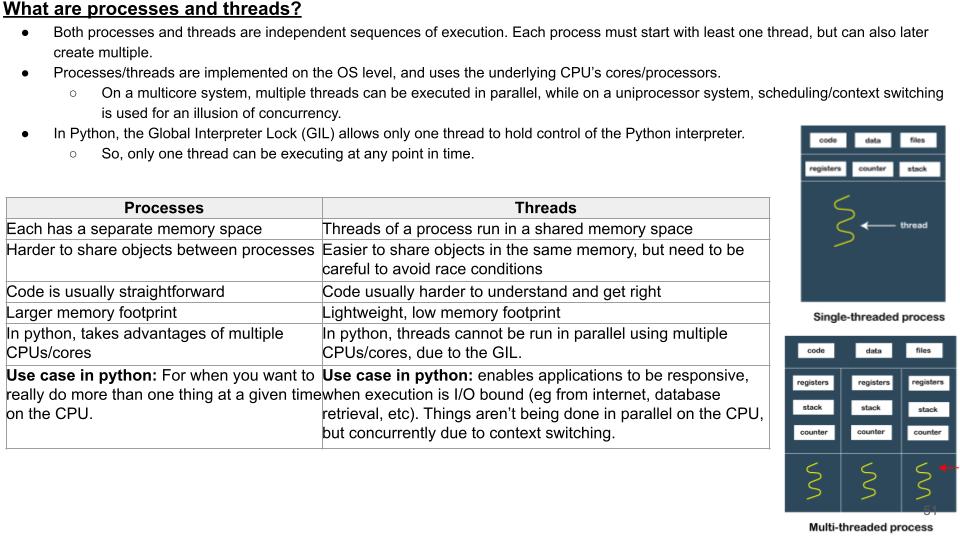 What are processes and threads?
● Both processes and threads are independent sequences of execution. Each process must start with least one thread, but can also later
create multiple.
● Processes/threads are implemented on the OS level, and uses the underlying CPU's cores/processors.
○ On a multicore system, multiple threads can be executed in parallel, while on a uniprocessor system, scheduling/context switching
is used for an illusion of concurrency.
● In Python, the Global Interpreter Lock (GIL) allows only one thread to hold control of the Python interpreter.
○ So, only one thread can be executing at any point in time.
Processes
Threads
Each has a separate memory space
Threads of a process run in a shared memory space
Harder to share objects between processes
Easier to share objects in the same memory, but need to be
careful to avoid race conditions
Code is usually straightforward
Code usually harder to understand and get right
Larger memory footprint
Lightweight, low memory footprint
In python, takes advantages of multiple
CPUs/cores
In python, threads cannot be run in parallel using multiple
CPUs/cores, due to the GIL.
Use case in python: For when you want to
really do more than one thing at a given time
on the CPU.
Use case in python: enables applications to be responsive,
when execution is I/O bound (eg from internet, database
retrieval, etc). Things aren't being done in parallel on the CPU,
but concurrently due to context switching.
code data files
registers counter stack
thread
Single-threaded process
code data files
registers registers registers
stack stack stack
counter counter counter
51
Multi-threaded process